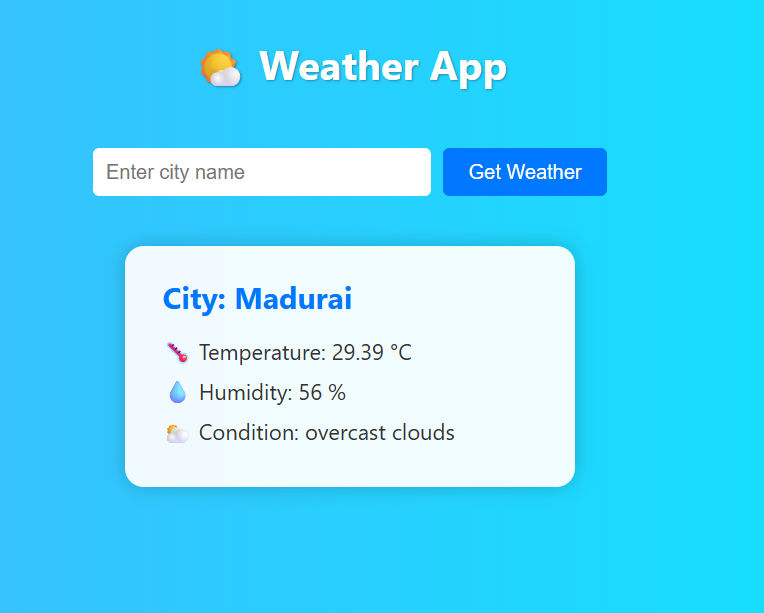 Weather App
Enter city name
Get Weather
City: Madurai
Temperature: 29.39 °C
Humidity: 56 %
Condition: overcast clouds